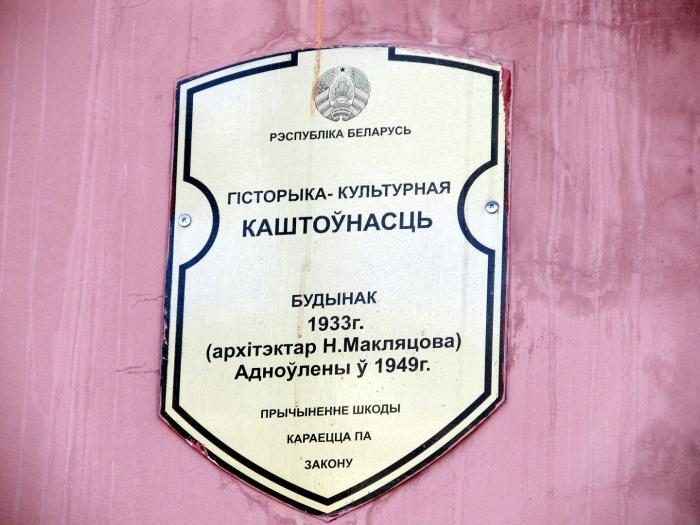 РЭСПУБЛІКА БЕЛАРУСЬ
ГІСТОРЫКА- КУЛЬТУРНАЯ
КАШТОЎНАСЦЬ
БУДЫНАК
1933г.
(архітэктар Н.Макляцова)
Адноўлены ў 1949г.
ПРЫЧЫНЕННЕ ШКОДЫ
КАРАЕЦЦА ПА
ЗАКОНУ